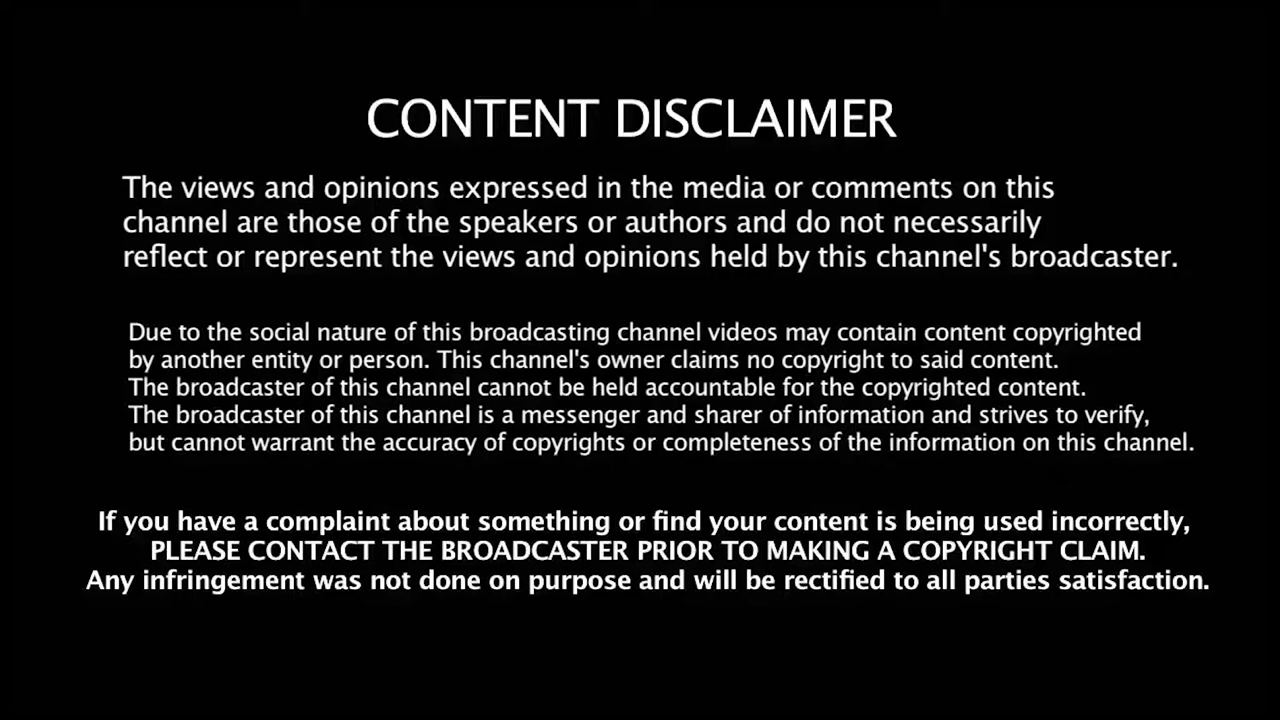 CONTENT DISCLAIMER
The views and opinions expressed in the media or comments on this
channel are those of the speakers or authors and do not necessarily
reflect or represent the views and opinions held by this channel's broadcaster.
Due to the social nature of this broadcasting channel videos may contain content copyrighted
by another entity or person. This channel's owner claims no copyright to said content.
The broadcaster of this channel cannot be held accountable for the copyrighted content.
The broadcaster of this channel is a messenger and sharer of information and strives to verify,
but cannot warrant the accuracy of copyrights or completeness of the information on this channel.
If you have a complaint about something or find your content is being used incorrectly,
PLEASE CONTACT THE BROADCASTER PRIOR TO MAKING A COPYRIGHT CLAIM.
Any infringement was not done on purpose and will be rectified to all parties satisfaction.